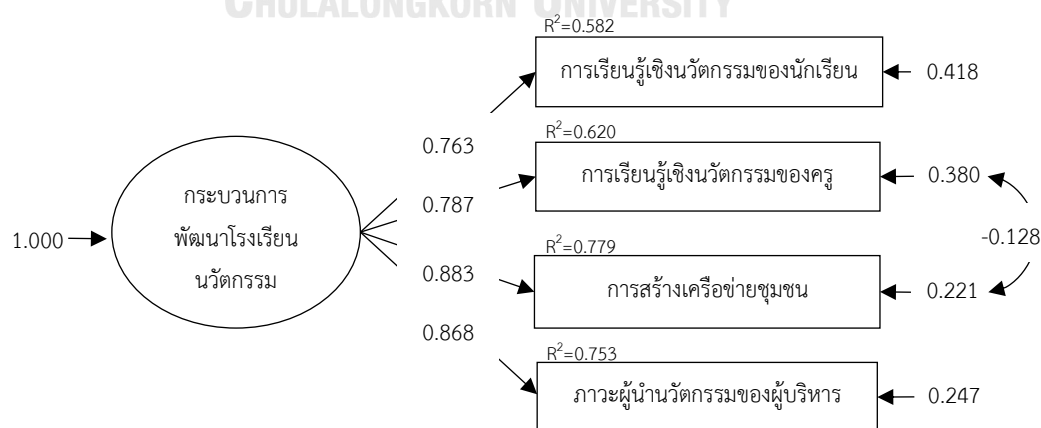 CHULALONGKORN UNIVERSITY
R²=0.582
การเรียนรู้เชิงนวัตกรรมของนักเรียน
0.418
0.763
R²=0.620
การเรียนรู้เชิงนวัตกรรมของครู
0.380
0.787
กระบวนการ
พัฒนาโรงเรียน
นวัตกรรม
1.000
-0.128
R²=0.779
การสร้างเครือข่ายชุมชน
0.221
0.883
0.868
R²=0.753
ภาวะผู้นำนวัตกรรมของผู้บริหาร
0.247